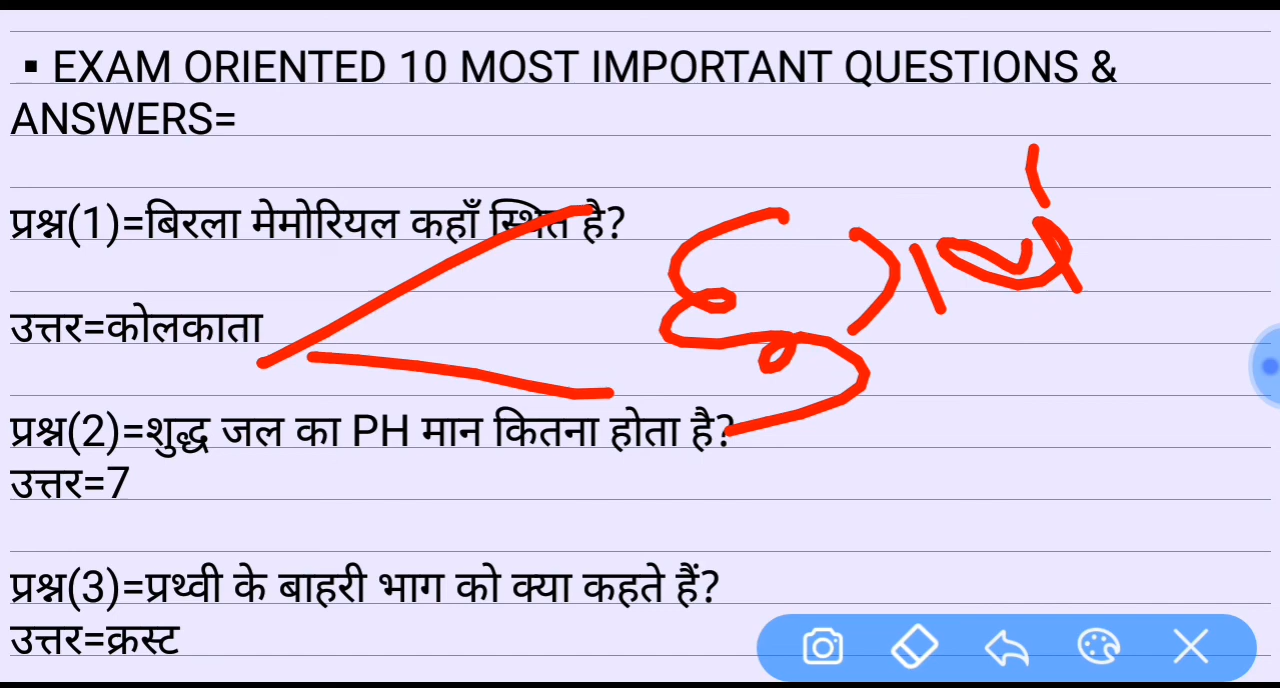 ▪ EXAM ORIENTED 10 MOST IMPORTANT QUESTIONS &
ANSWERS=
प्रश्न(1)=बिरला मेमोरियल कहाँ स्थित है?
उत्तर=कोलकाता
प्रश्न(2)=शुद्ध जल का PH मान कितना होता है?
उत्तर=7
प्रश्न(3)=प्रथ्वी के बाहरी भाग को क्या कहते हैं?
उत्तर=क्रस्ट